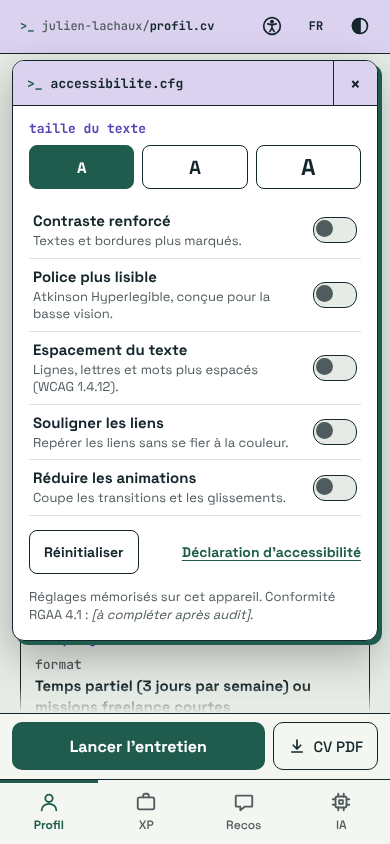 >_ julien-lachaux/profil.cv
FR
>_ accessibilite.cfg
×
taille du texte
A
A
A
Contraste renforcé
Textes et bordures plus marqués.
Police plus lisible
Atkinson Hyperlegible, conçue pour la
basse vision.
Espacement du texte
Lignes, lettres et mots plus espacés
(WCAG 1.4.12).
Souligner les liens
Repérer les liens sans se fier à la couleur.
Réduire les animations
Coupe les transitions et les glissements.
Réinitialiser
Déclaration d'accessibilité
Réglages mémorisés sur cet appareil. Conformité
RGAA 4.1 : [à compléter après audit].
format
Temps partiel (3 jours par semaine) ou
missions freelance courtes
Lancer l'entretien
CV PDF
Profil
XP
Recos
IA